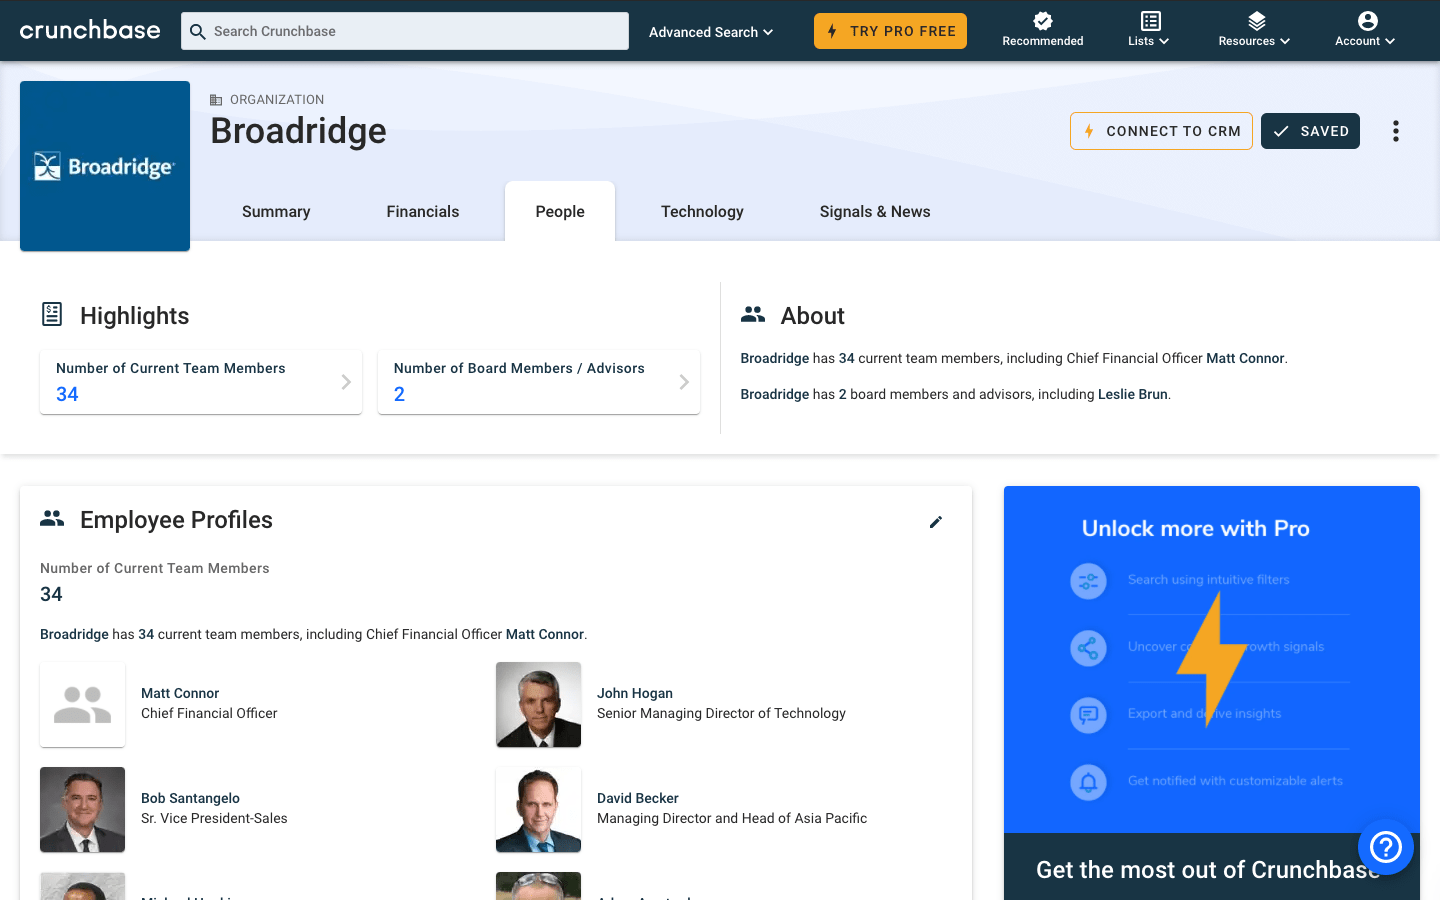 crunchbase
Search Crunchbase
Advanced Search
TRY PRO FREE
Recommended
Lists
Resources
Account
Broadridge
ORGANIZATION
Broadridge
CONNECT TO CRM
SAVED
Summary
Financials
People
Technology
Signals & News
Highlights
Number of Current Team Members
34
Number of Board Members / Advisors
2
About
Broadridge has 34 current team members, including Chief Financial Officer Matt Connor.
Broadridge has 2 board members and advisors, including Leslie Brun.
Employee Profiles
Number of Current Team Members
34
Broadridge has 34 current team members, including Chief Financial Officer Matt Connor.
Matt Connor
Chief Financial Officer
John Hogan
Senior Managing Director of Technology
Bob Santangelo
Sr. Vice President-Sales
David Becker
Managing Director and Head of Asia Pacific
Unlock more with Pro
Search using intuitive filters
Uncover signals
Export and insights
Get notified with customizable alerts
Get the most out of Crunchbase